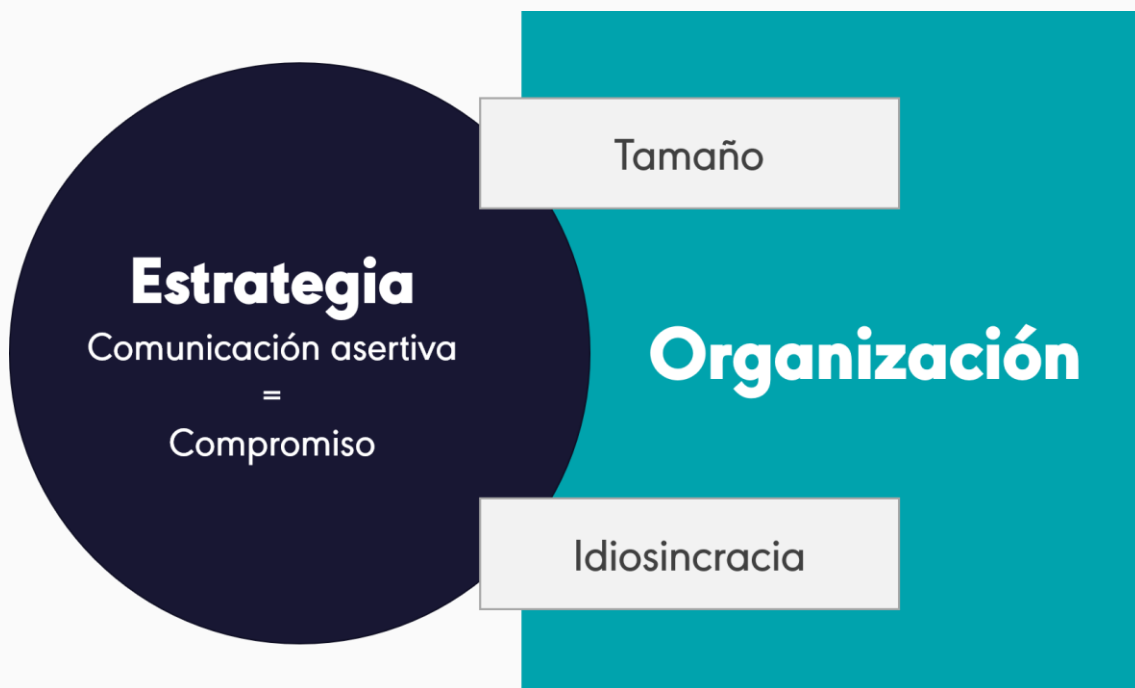 Tamaño
Estrategia
Comunicación asertiva
=
Compromiso
Organización
Idiosincracia